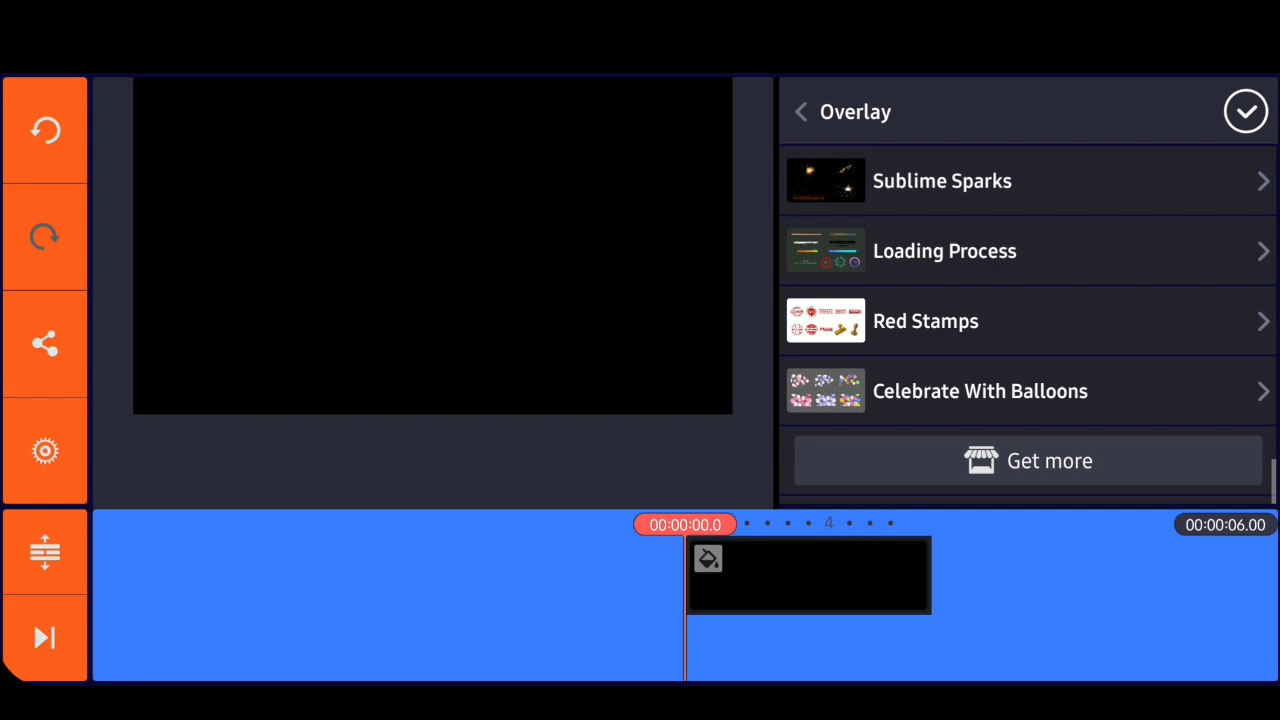 Overlay
Sublime Sparks
Loading Process
Red Stamps
Celebrate With Balloons
Get more
00:00:00.0
4
00:00:06.00